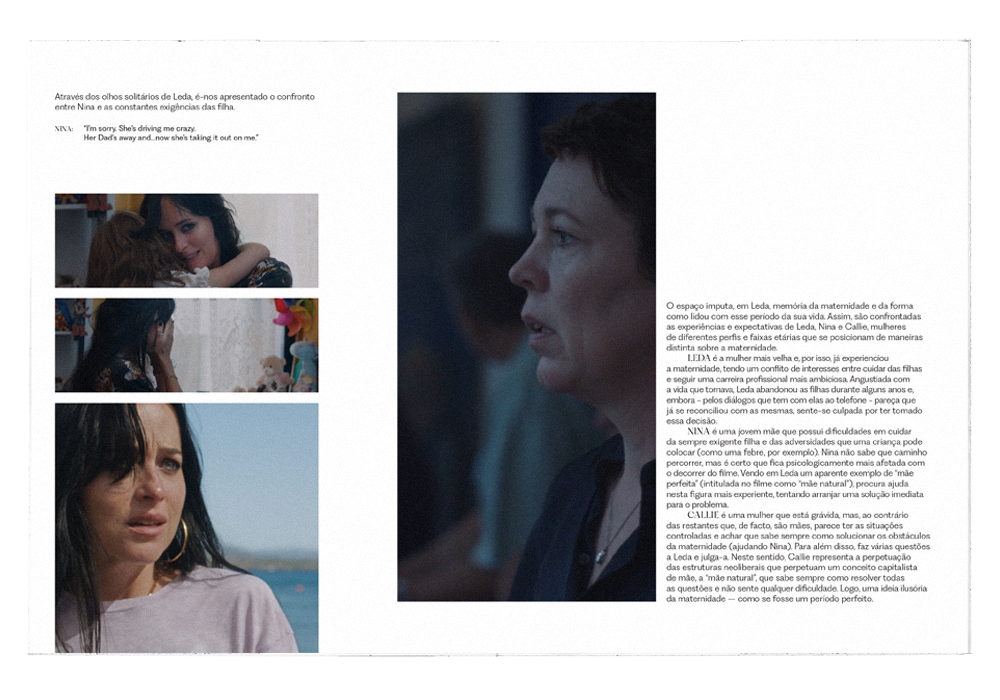 Através dos olhos solitários de Leda, é-nos apresentado o confronto
entre Nina e as constantes exigências das filha.
NINA: "I'm sorry. She's driving me crazy.
Her Dad's away and...now she's taking it out on me."
O espaço imputa, em Leda, memória da maternidade e da forma
como lidou com esse período da sua vida. Assim, são confrontadas
as experiências e expectativas de Leda, Nina e Callie, mulheres
de diferentes perfis e faixas etárias que se posicionam de maneiras
distinta sobre a maternidade.
LEDA é a mulher mais velha e, por isso, já experienciou
a maternidade, tendo um conflito de interesses entre cuidar das filhas
e seguir uma carreira profissional mais ambiciosa. Angustiada com
a vida que tomava, Leda abandonou as filhas durante alguns anos e,
embora – pelos diálogos que tem com elas ao telefone – pareça que
já se reconciliou com as mesmas, sente-se culpada por ter tomado
essa decisão.
NINA é uma jovem mãe que possui dificuldades em cuidar
da sempre exigente filha e das adversidades que uma criança pode
colocar (como uma febre, por exemplo). Nina não sabe que caminho
percorrer, mas é certo que fica psicologicamente mais afetada com
o decorrer do filme. Vendo em Leda um aparente exemplo de "mãe
perfeita" (intitulada no filme como "mãe natural"), procura ajuda
nesta figura mais experiente, tentando arranjar uma solução imediata
para o problema.
CALLIE é uma mulher que está grávida, mas, ao contrário
das restantes que, de facto, são mães, parece ter as situações
controladas e achar que sabe sempre como solucionar os obstáculos
da maternidade (ajudando Nina). Para além disso, faz várias questões
a Leda e julga-a. Neste sentido, Callie representa a perpetuação
das estruturas neoliberais que perpetuam um conceito capitalista
de mãe, a "mãe natural", que sabe sempre como resolver todas
as questões e não sente qualquer dificuldade. Logo, uma ideia ilusória
da maternidade — como se fosse um período perfeito.